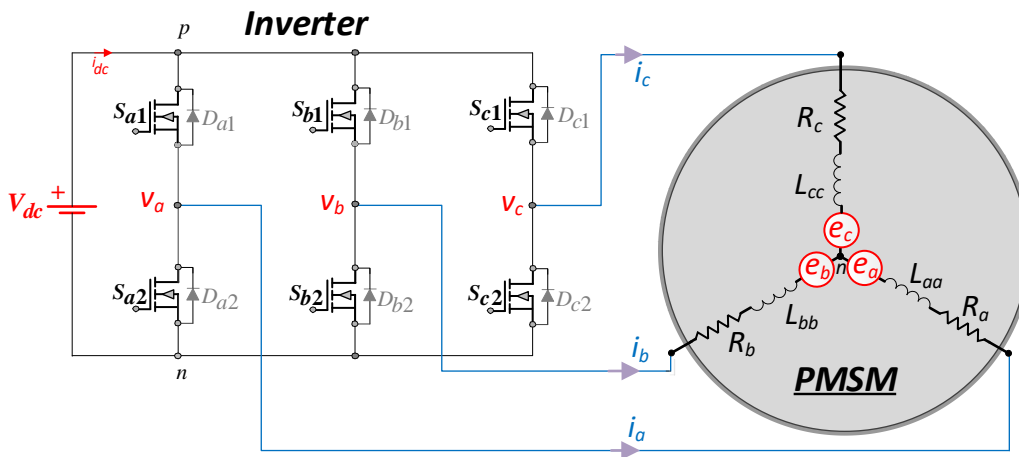 Inverter
p
i_dc
i_c
S_a1
D_a1
S_b1
D_b1
S_c1
D_c1
R_c
L_cc
V_dc
+
v_a
v_b
v_c
e_c
n
e_b
e_a
L_aa
R_a
S_a2
D_a2
S_b2
D_b2
S_c2
D_c2
L_bb
R_b
n
i_b
PMSM
i_a